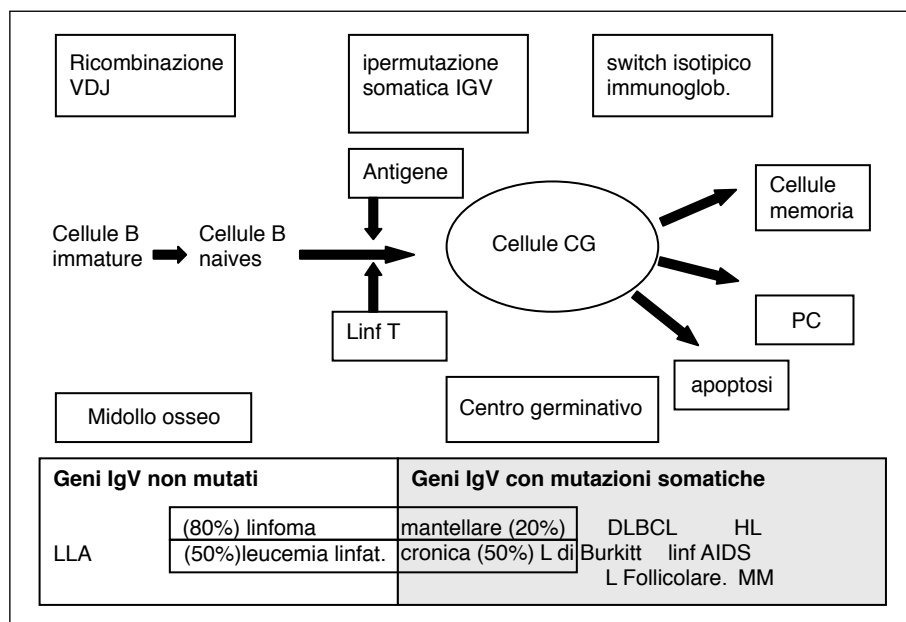 Ricombinazione
VDJ
ipermutazione
somatica IGV
switch isotipico
immunoglob.
Antigene
Cellule
memoria
Cellule B
immature
Cellule B
naives
Cellule CG
Linf T
PC
apoptosi
Midollo osseo
Centro germinativo
Geni IgV non mutati
Geni IgV con mutazioni somatiche
(80%) linfoma mantellare (20%) DLBCL HL
LLA (50%)leucemia linfat. cronica (50%) L di Burkitt linf AIDS
L Follicolare. MM